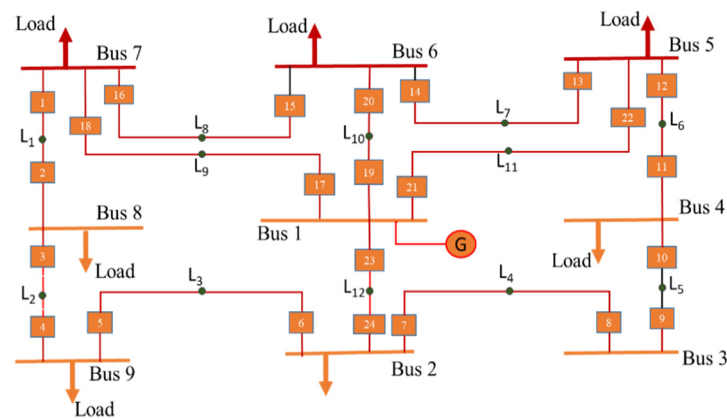 Load
Bus 7
Load
Bus 6
Load
Bus 5
1
16
18
15
20
14
13
12
22
L1
L8
L9
L10
L7
L11
L6
2
17
19
21
11
Bus 8
Bus 1
Bus 4
G
3
Load
23
Load
10
L2
L3
L12
L4
L5
4
5
6
24
7
8
9
Bus 9
Bus 2
Bus 3
Load